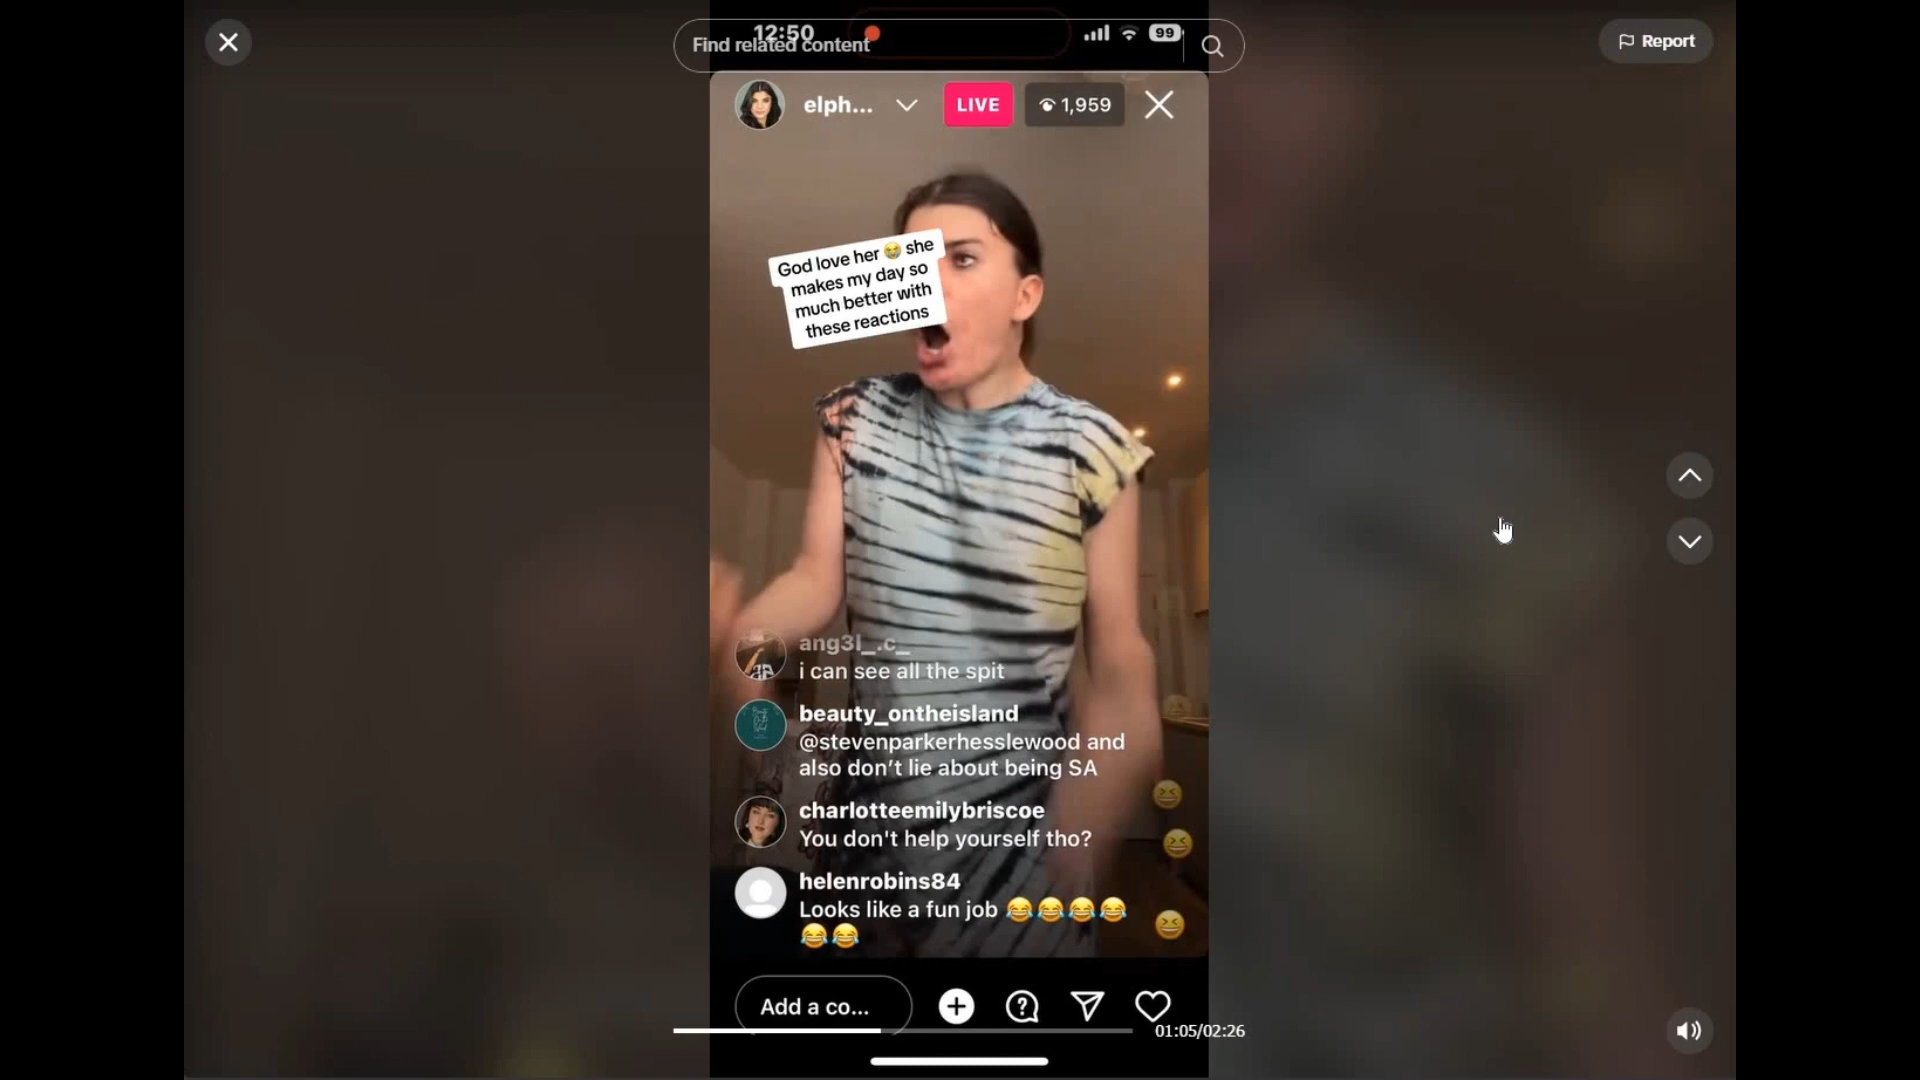 12:50
99
Find related content
Report
elph...
LIVE
1,959
God love her 😭 she
makes my day so
much better with
these reactions
ang3l_.c_
i can see all the spit
beauty_ontheisland
@stevenparkerhesslewood and
also don’t lie about being SA
charlotteemilybriscoe
You don't help yourself tho?
helenrobins84
Looks like a fun job 😂😂😂😂
😂😂
Add a co...
01:05/02:26